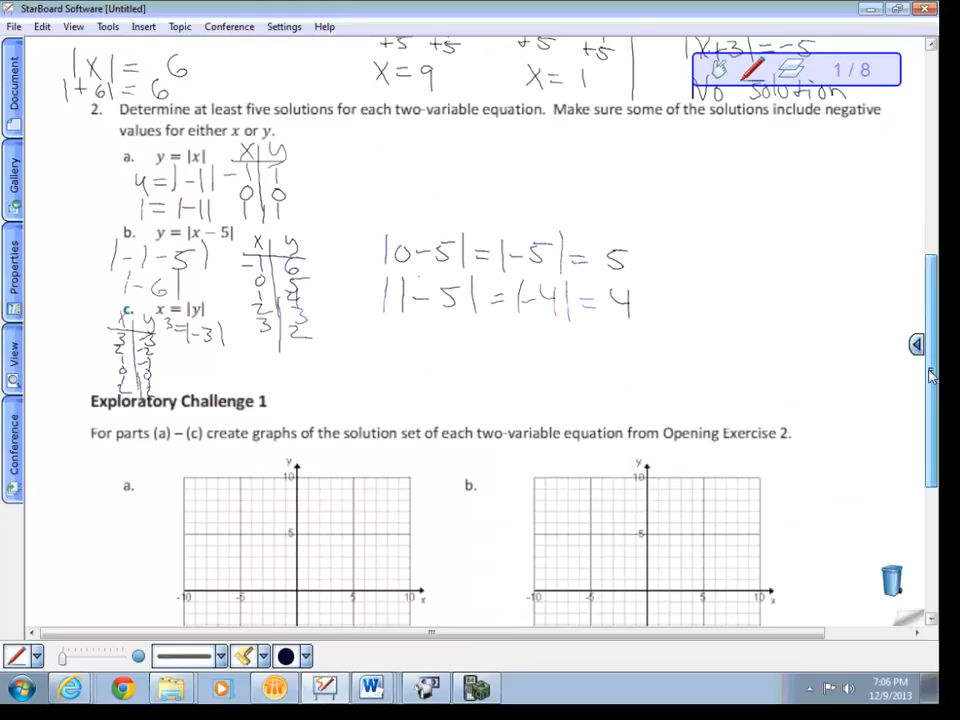 StarBoard Software [Untitled]
File Edit View Tools Insert Topic Conference Settings Help
Document
Gallery
Properties
View
Conference
|x| = 6
|+6| = 6
+5 +5
x = 9
+5 +5
x = 1
|x+3| = -5
No solution
1 / 8
2. Determine at least five solutions for each two-variable equation. Make sure some of the solutions include negative
values for either x or y.
a. y = |x|
y = |-1|
1 = |-1|
x y
-1 1
0 0
1 1
b. y = |x – 5|
|-1-5|
|-6|
x y
-1 6
0 5
1 4
2 3
3 2
|0-5| = |-5| = 5
|1-5| = |-4| = 4
c. x = |y|
x y
3 = |-3|
3 -3
2 -2
Exploratory Challenge 1
For parts (a) – (c) create graphs of the solution set of each two-variable equation from Opening Exercise 2.
a.
y
10
5
-10 -5 5 10 x
b.
y
10
5
-10 -5 5 10 x
7:06 PM
12/9/2013